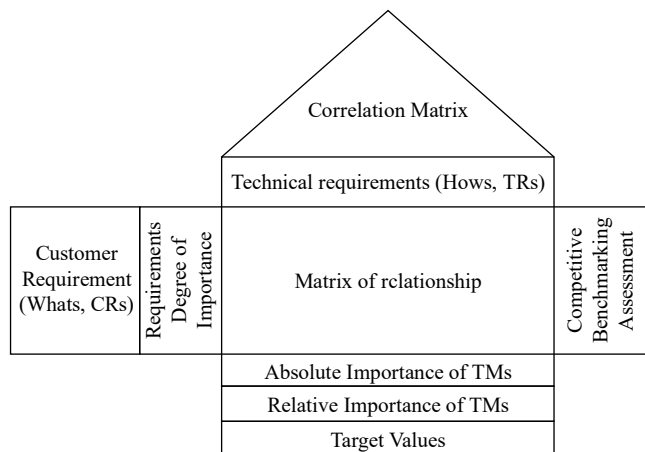 Correlation Matrix
Technical requirements (Hows, TRs)
Customer
Requirement
(Whats, CRs)
Requirements
Degree of
Importance
Matrix of rclationship
Competitive
Benchmarking
Assessment
Absolute Importance of TMs
Relative Importance of TMs
Target Values